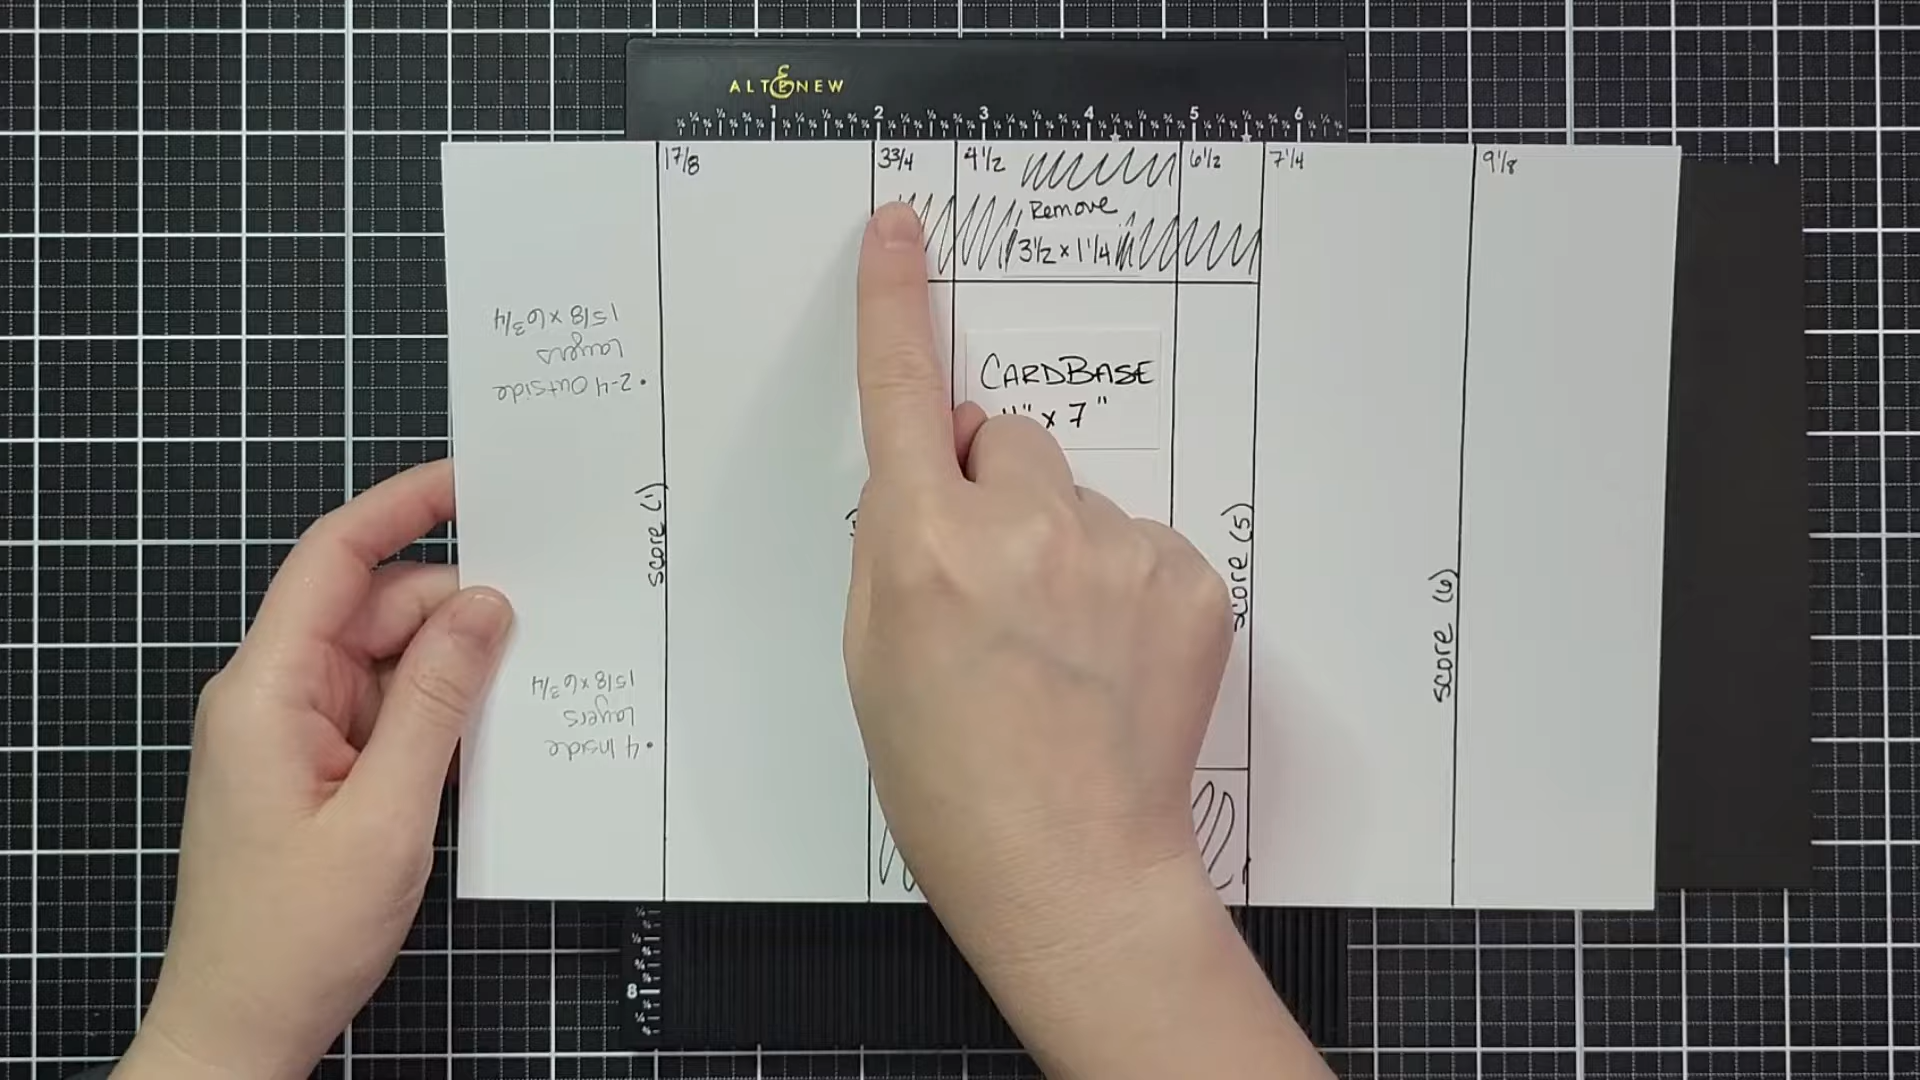 ALTENEW
1 2 3 4 5 6
1 7/8
3 3/4
4 1/2
6 1/2
7 1/4
9 1/8
Remove
3 1/2 x 1 1/4
CARDBASE
x 7"
score (1)
score (5)
score (6)
• 2-4 Outside
Layers
1 5/8 x 6 3/4
• 4 Inside
Layers
1 5/8 x 6 3/4
8